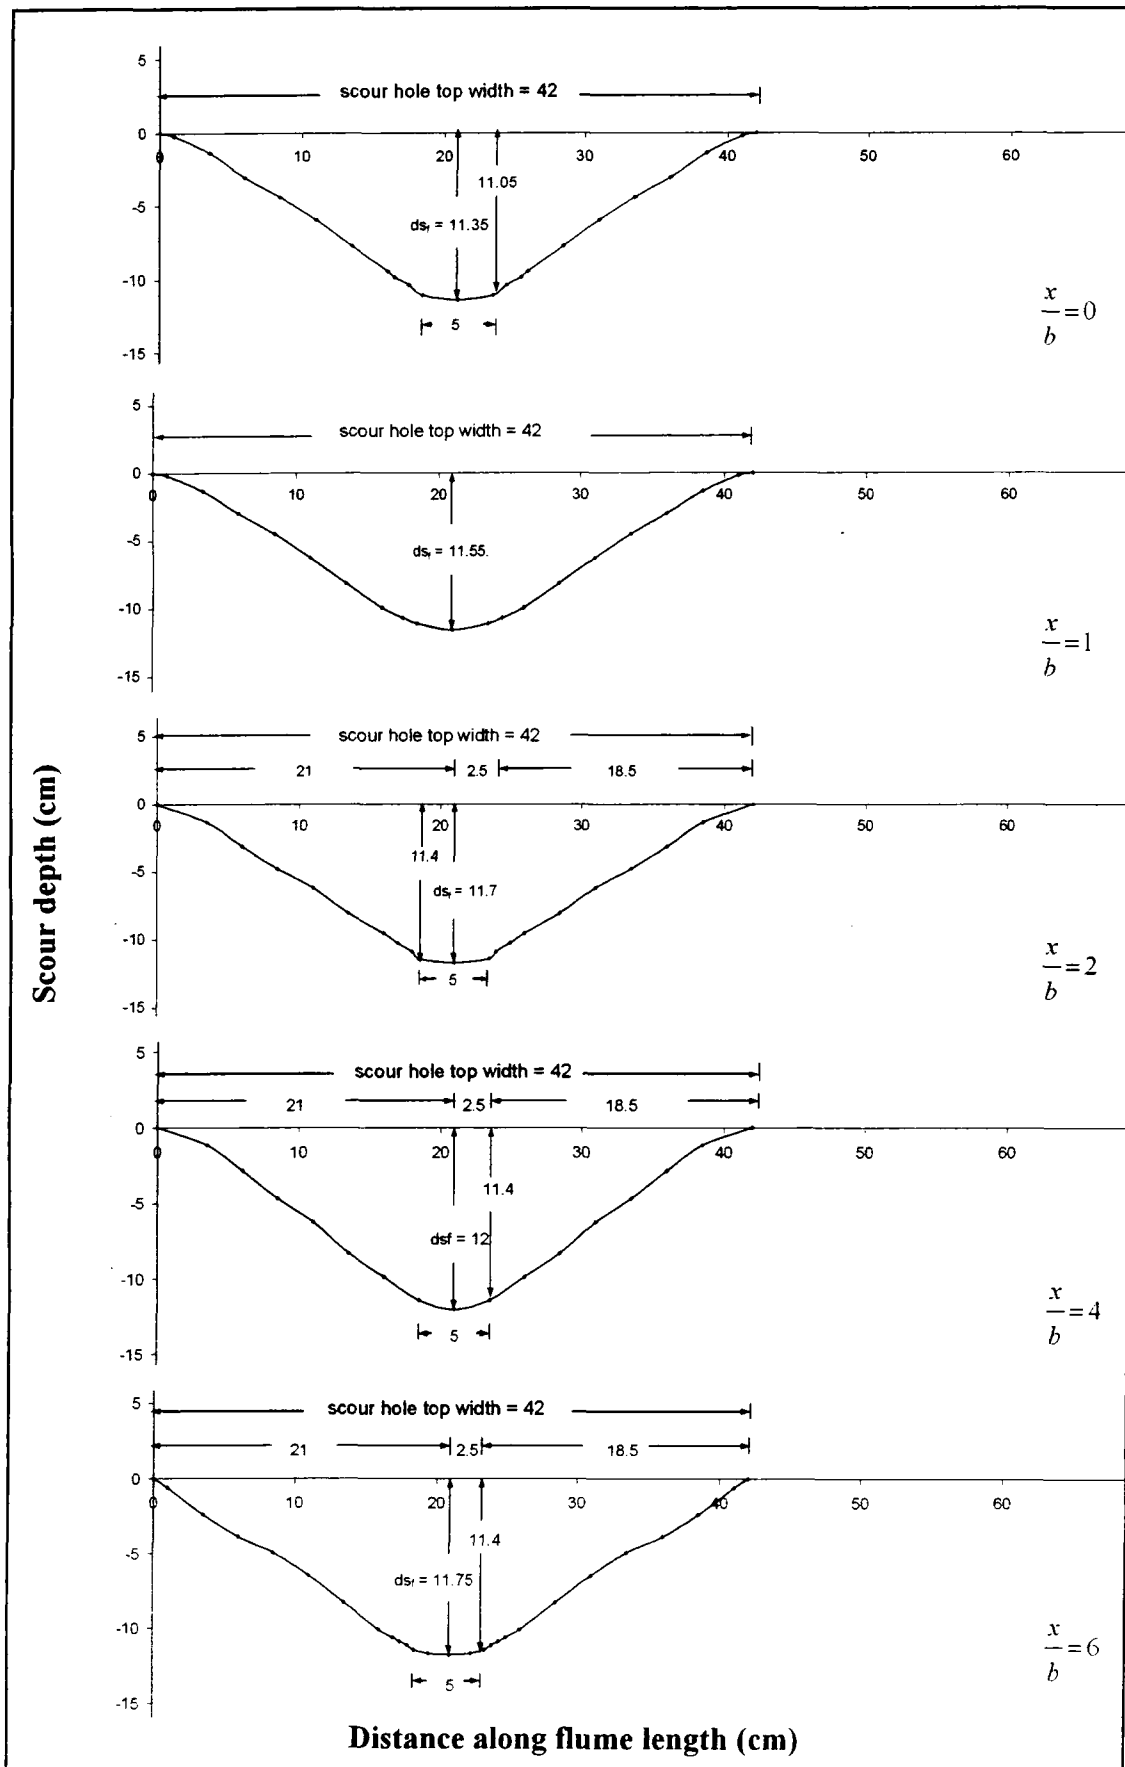 5
scour hole top width = 42
0
0 10 20 30 40 50 60
11.05
-5
ds_f = 11.35
-10
5
-15
x/b = 0
5
scour hole top width = 42
0
0 10 20 30 40 50 60
-5
ds_f = 11.55.
-10
-15
x/b = 1
5
scour hole top width = 42
21 2.5 18.5
0
0 10 20 30 40 50 60
11.4
-5
ds_f = 11.7
-10
5
-15
x/b = 2
5
scour hole top width = 42
21 2.5 18.5
0
0 10 20 30 40 50 60
11.4
-5
dsf = 12
-10
5
-15
x/b = 4
5
scour hole top width = 42
21 2.5 18.5
0
0 10 20 30 40 50 60
11.4
-5
ds_f = 11.75
-10
5
-15
x/b = 6
Scour depth (cm)
Distance along flume length (cm)